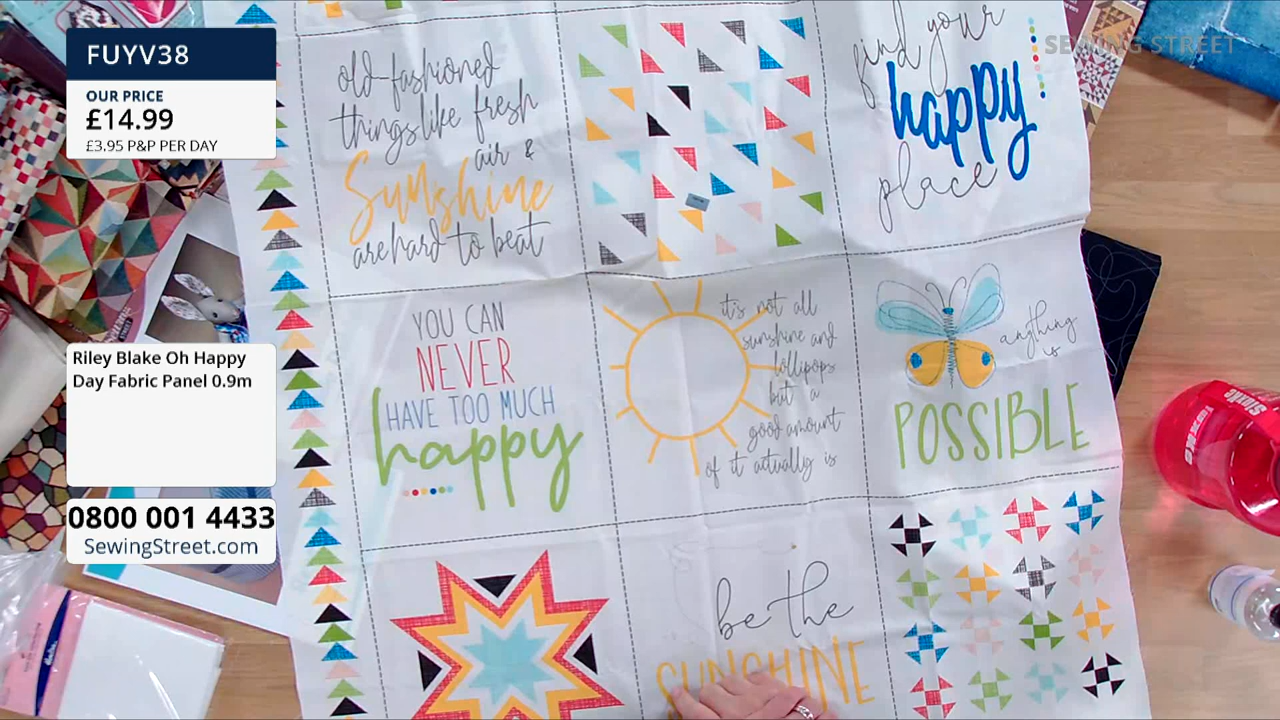 FUYV38
OUR PRICE
£14.99
£3.95 P&P PER DAY
Riley Blake Oh Happy
Day Fabric Panel 0.9m
0800 001 4433
SewingStreet.com
SEWING STREET
old-fashioned
things like fresh
air &
Sunshine
are hard to beat
find your
happy
place
YOU CAN
NEVER
HAVE TOO MUCH
happy
it's not all
sunshine and
lollipops
but a
good amount
of it actually is
anything
is
POSSIBLE
be the
SUNSHINE